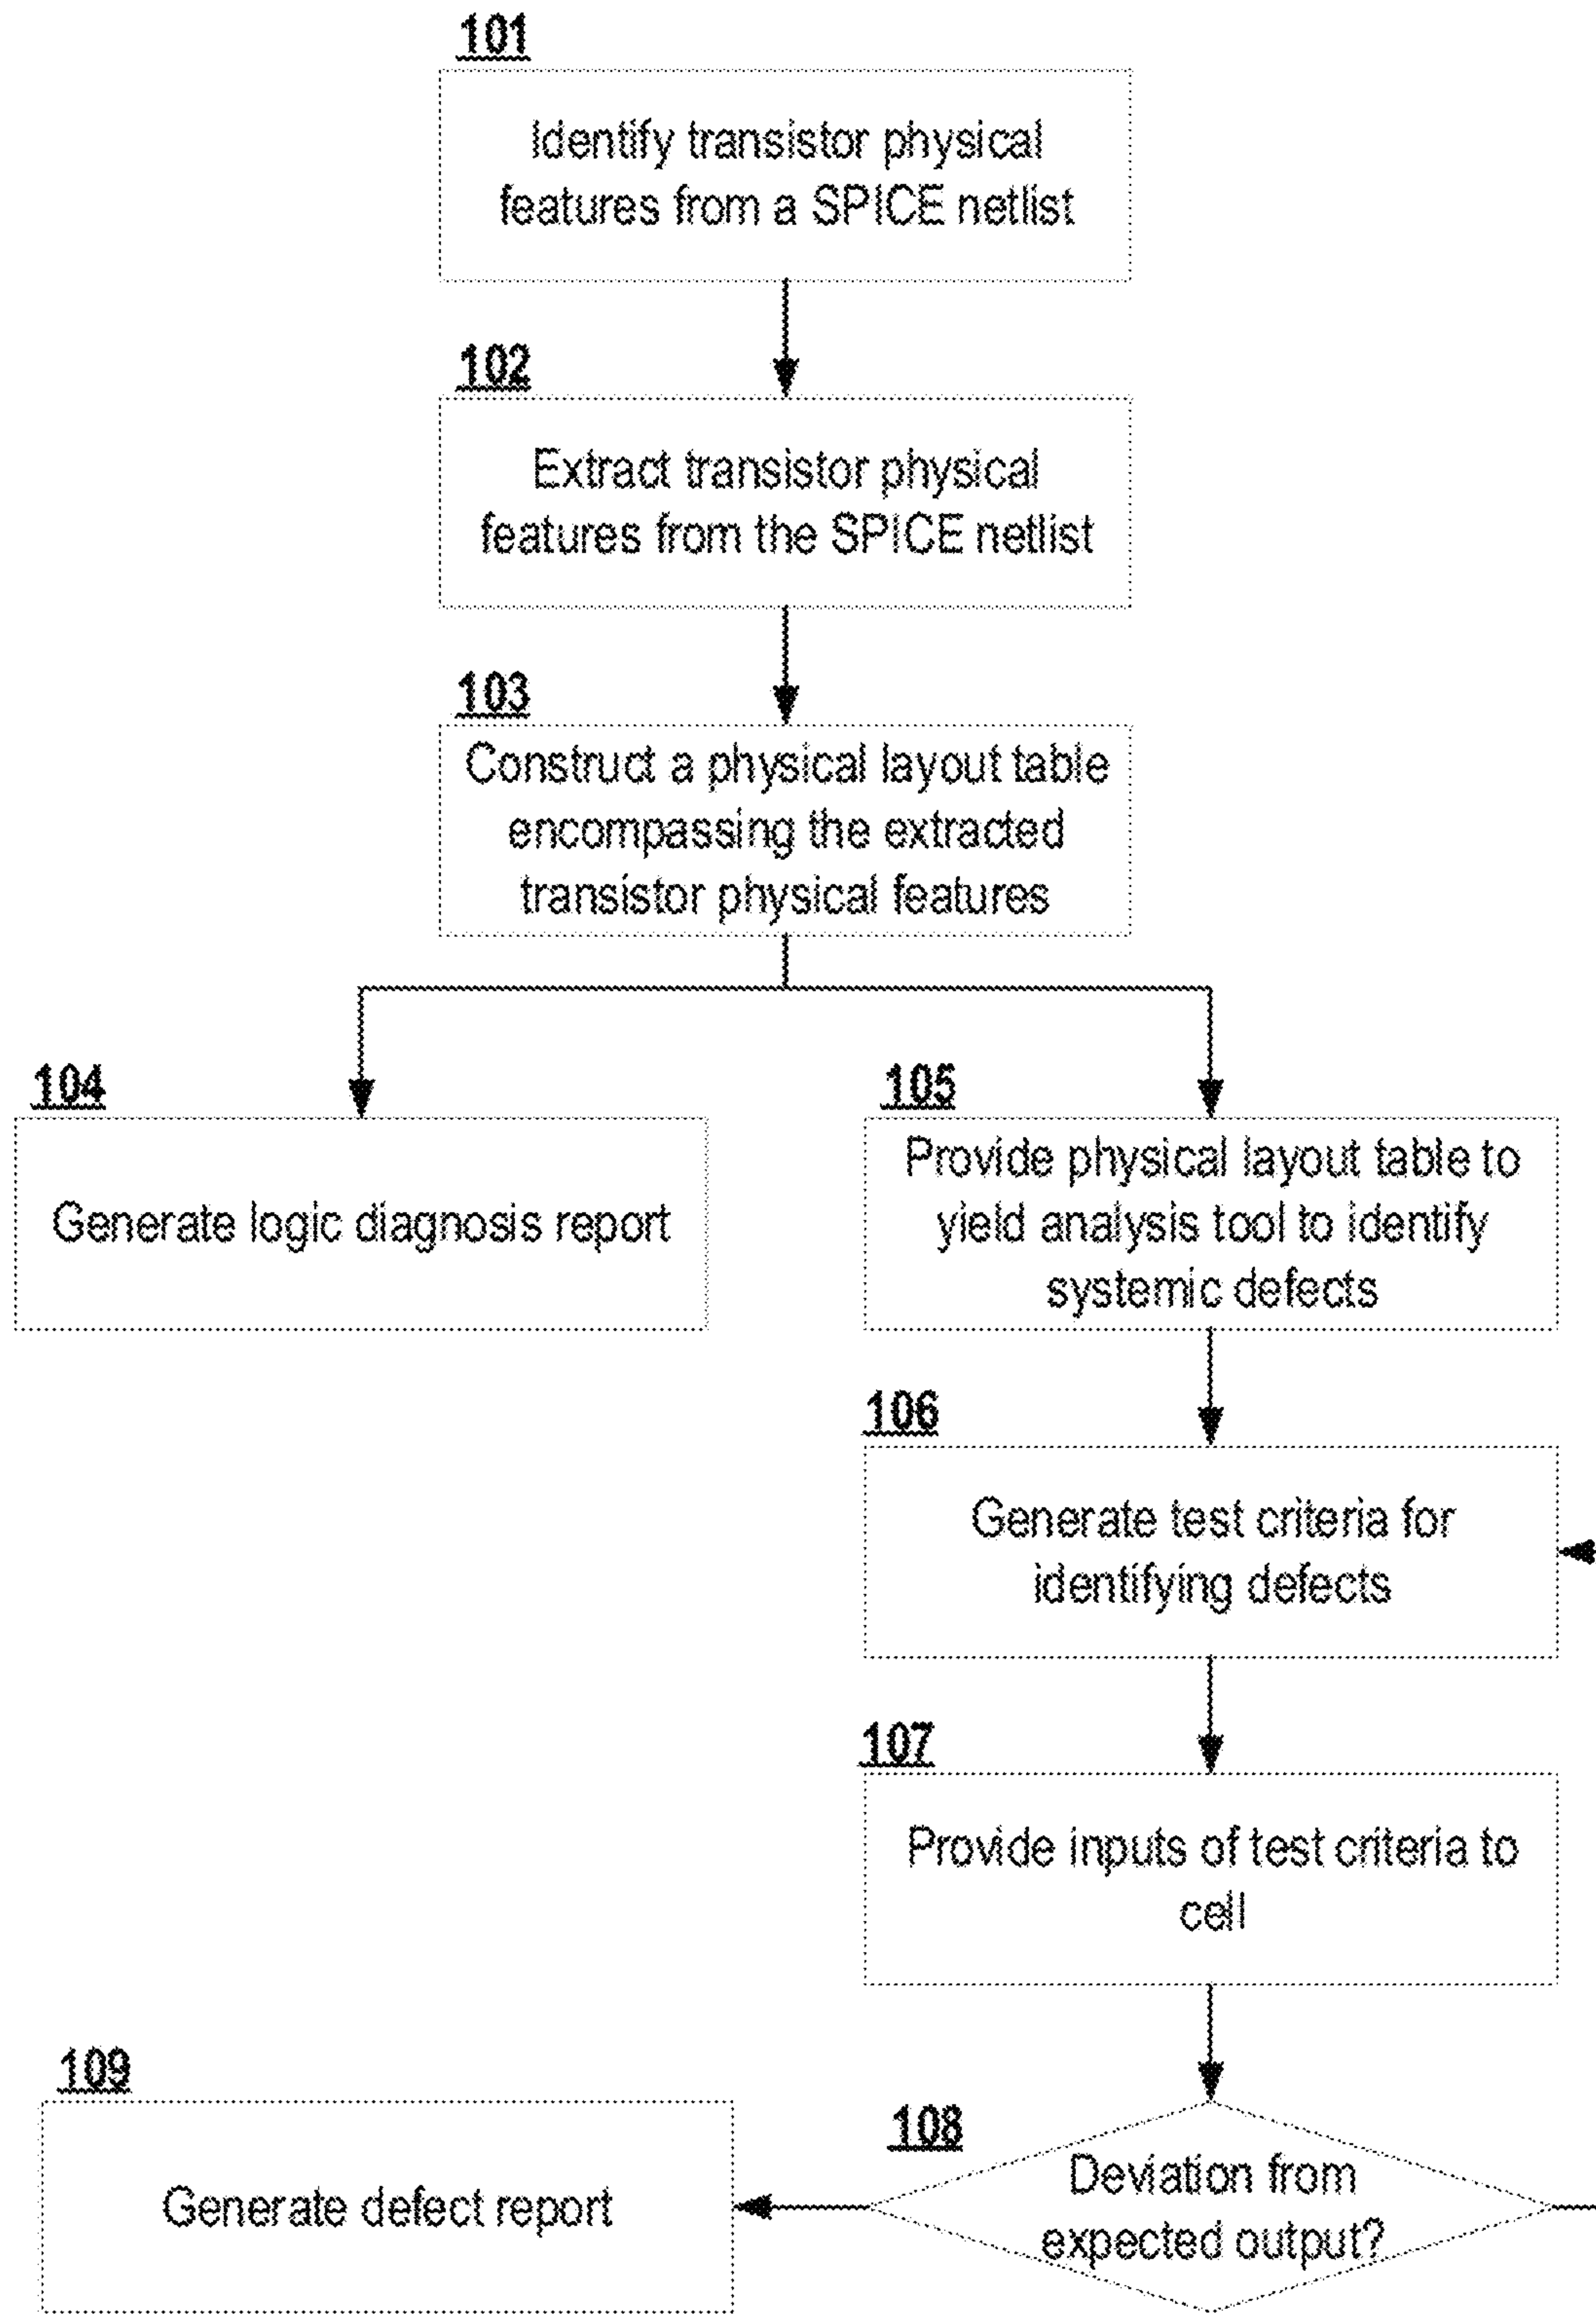 101
Identify transistor physical
features from a SPICE netlist
102
Extract transistor physical
features from the SPICE netlist
103
Construct a physical layout table
encompassing the extracted
transistor physical features
104
Generate logic diagnosis report
105
Provide physical layout table to
yield analysis tool to identify
systemic defects
106
Generate test criteria for
identifying defects
107
Provide inputs of test criteria to
cell
108
Deviation from
expected output?
109
Generate defect report